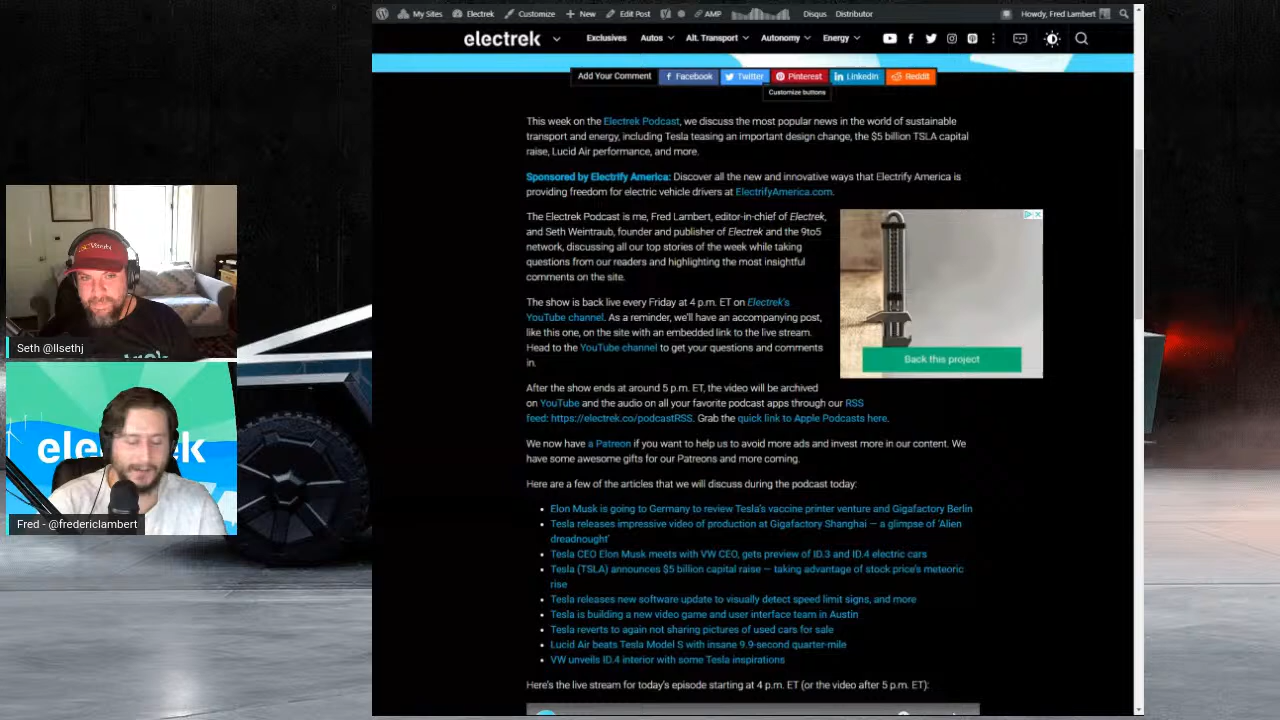 My Sites
Electrek
Customize
New
Edit Post
AMP
Disqus
Distributor
Howdy, Fred Lambert
electrek
Exclusives
Autos
Alt. Transport
Autonomy
Energy
Add Your Comment
Facebook
Twitter
Pinterest
LinkedIn
Reddit
Customize buttons
This week on the Electrek Podcast, we discuss the most popular news in the world of sustainable
transport and energy, including Tesla teasing an important design change, the $5 billion TSLA capital
raise, Lucid Air performance, and more.
Sponsored by Electrify America: Discover all the new and innovative ways that Electrify America is
providing freedom for electric vehicle drivers at ElectrifyAmerica.com.
The Electrek Podcast is me, Fred Lambert, editor-in-chief of Electrek,
and Seth Weintraub, founder and publisher of Electrek and the 9to5
network, discussing all our top stories of the week while taking
questions from our readers and highlighting the most insightful
comments on the site.
Back this project
The show is back live every Friday at 4 p.m. ET on Electrek's
YouTube channel. As a reminder, we'll have an accompanying post,
like this one, on the site with an embedded link to the live stream.
Head to the YouTube channel to get your questions and comments
in.
After the show ends at around 5 p.m. ET, the video will be archived
on YouTube and the audio on all your favorite podcast apps through our RSS
feed: https://electrek.co/podcastRSS. Grab the quick link to Apple Podcasts here.
We now have a Patreon if you want to help us to avoid more ads and invest more in our content. We
have some awesome gifts for our Patreons and more coming.
Here are a few of the articles that we will discuss during the podcast today:
Elon Musk is going to Germany to review Tesla's vaccine printer venture and Gigafactory Berlin
Tesla releases impressive video of production at Gigafactory Shanghai — a glimpse of 'Alien
dreadnought'
Tesla CEO Elon Musk meets with VW CEO, gets preview of ID.3 and ID.4 electric cars
Tesla (TSLA) announces $5 billion capital raise — taking advantage of stock price's meteoric
rise
Tesla releases new software update to visually detect speed limit signs, and more
Tesla is building a new video game and user interface team in Austin
Tesla reverts to again not sharing pictures of used cars for sale
Lucid Air beats Tesla Model S with insane 9.9-second quarter-mile
VW unveils ID.4 interior with some Tesla inspirations
Here's the live stream for today's episode starting at 4 p.m. ET (or the video after 5 p.m. ET):
Seth @llsethj
Fred - @fredericlambert